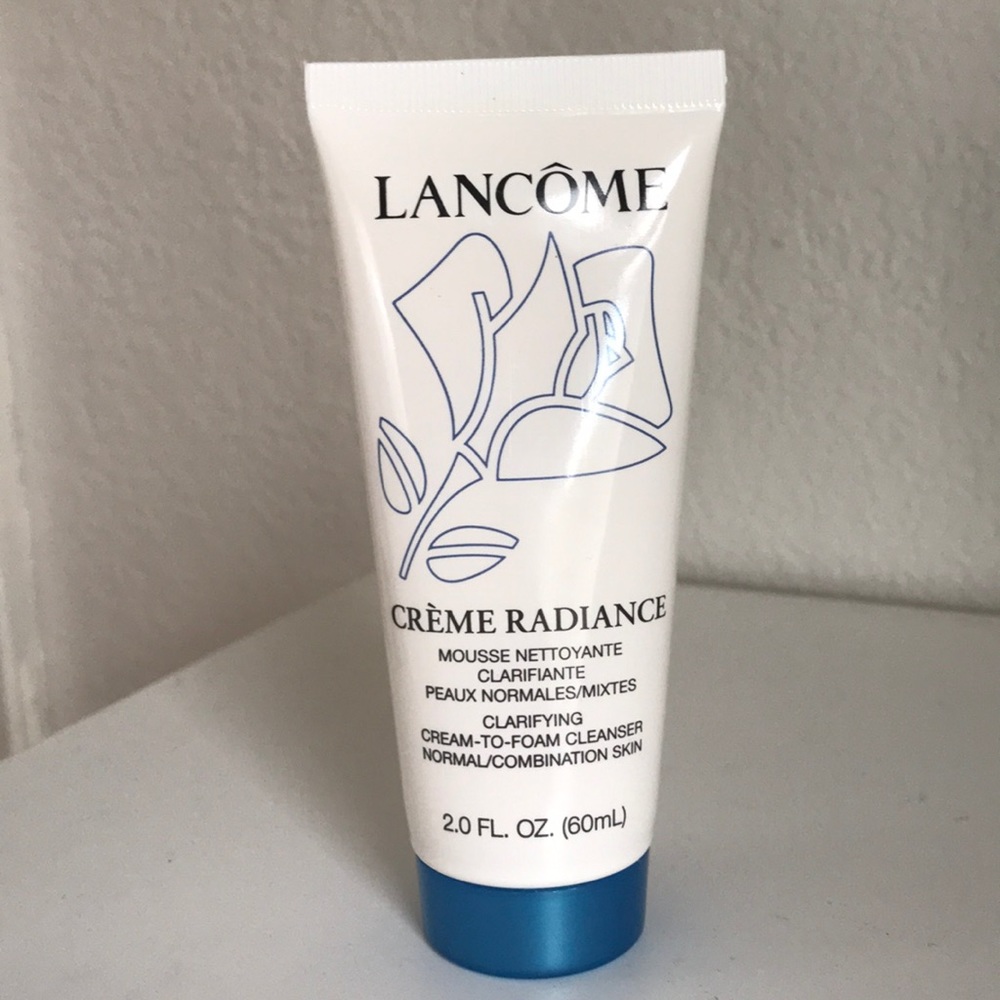 LANCÔME
CRÈME RADIANCE
MOUSSE NETTOYANTE
CLARIFIANTE
PEAUX NORMALES/MIXTES
CLARIFYING
CREAM-TO-FOAM CLEANSER
NORMAL/COMBINATION SKIN
2.0 FL. OZ. (60mL)